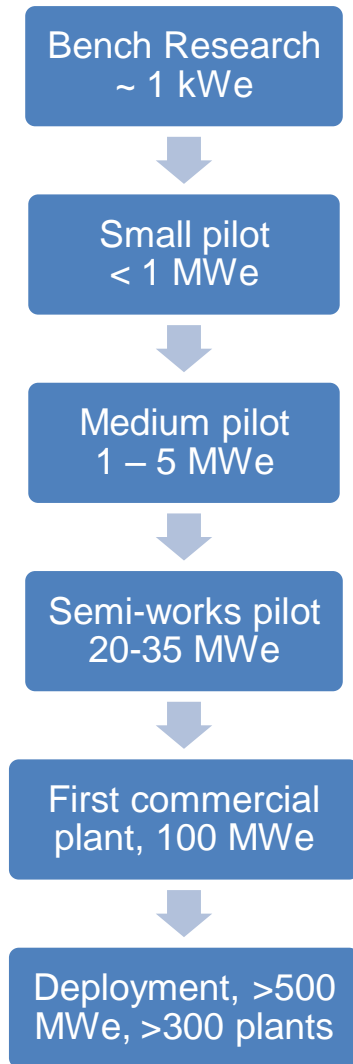 Bench Research
~ 1 kWe
Small pilot
< 1 MWe
Medium pilot
1 – 5 MWe
Semi-works pilot
20-35 MWe
First commercial
plant, 100 MWe
Deployment, >500
MWe, >300 plants